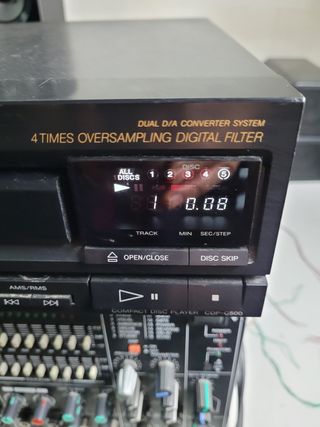 DUAL D/A CONVERTER SYSTEM
4 TIMES OVERSAMPLING DIGITAL FILTER
DISC
ALL DISCS 1 2 3 4 5
1 0.08
TRACK MIN SEC/STEP
OPEN/CLOSE DISC SKIP
AMS/RMS
COMPACT DISC PLAYER CDP-C500